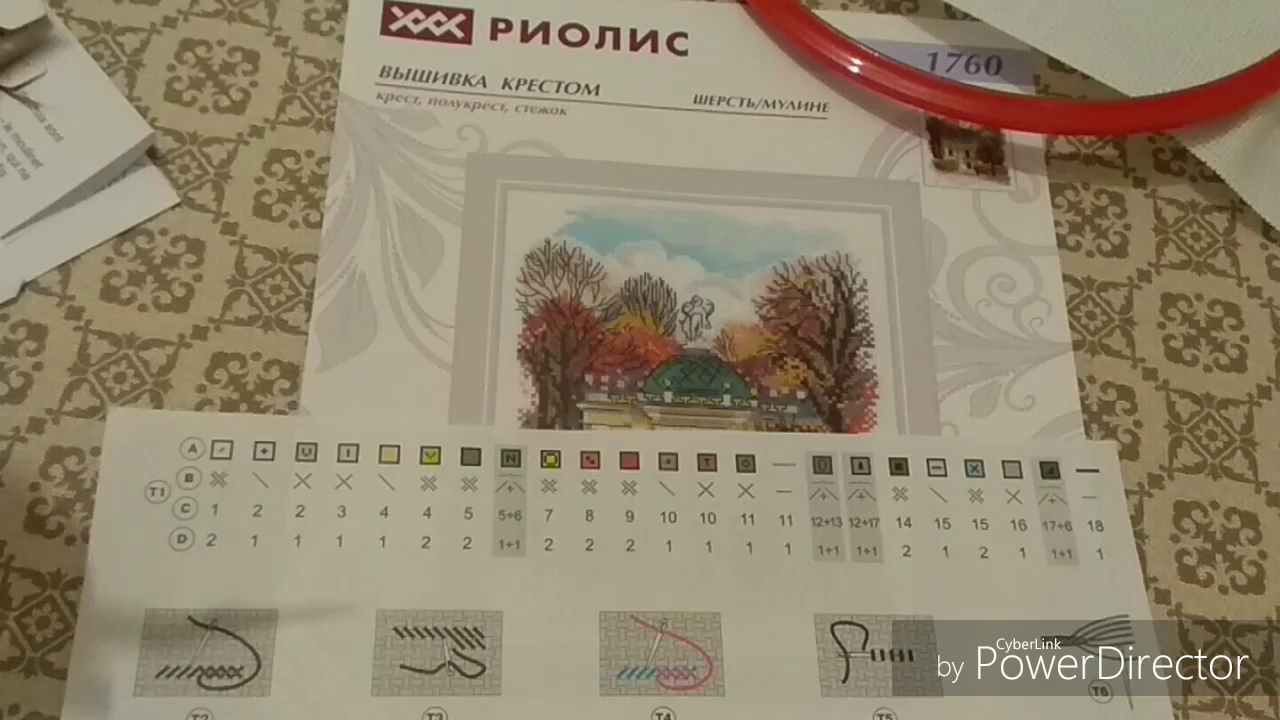 РИОЛИС
1760
ВЫШИВКА КРЕСТОМ
крест, полукрест, стежок
ШЕРСТЬ/МУЛИНЕ
A
B
T1
C 1 2 2 3 4 4 5 5+6 7 8 9 10 10 11 11 12+13 12+17 14 15 15 16 17+6 18
D 2 1 1 1 1 2 2 1+1 2 2 2 1 1 1 1 1+1 1+1 2 1 2 1 1+1 1
T2 T3 T4 T5 T6
CyberLink
by PowerDirector